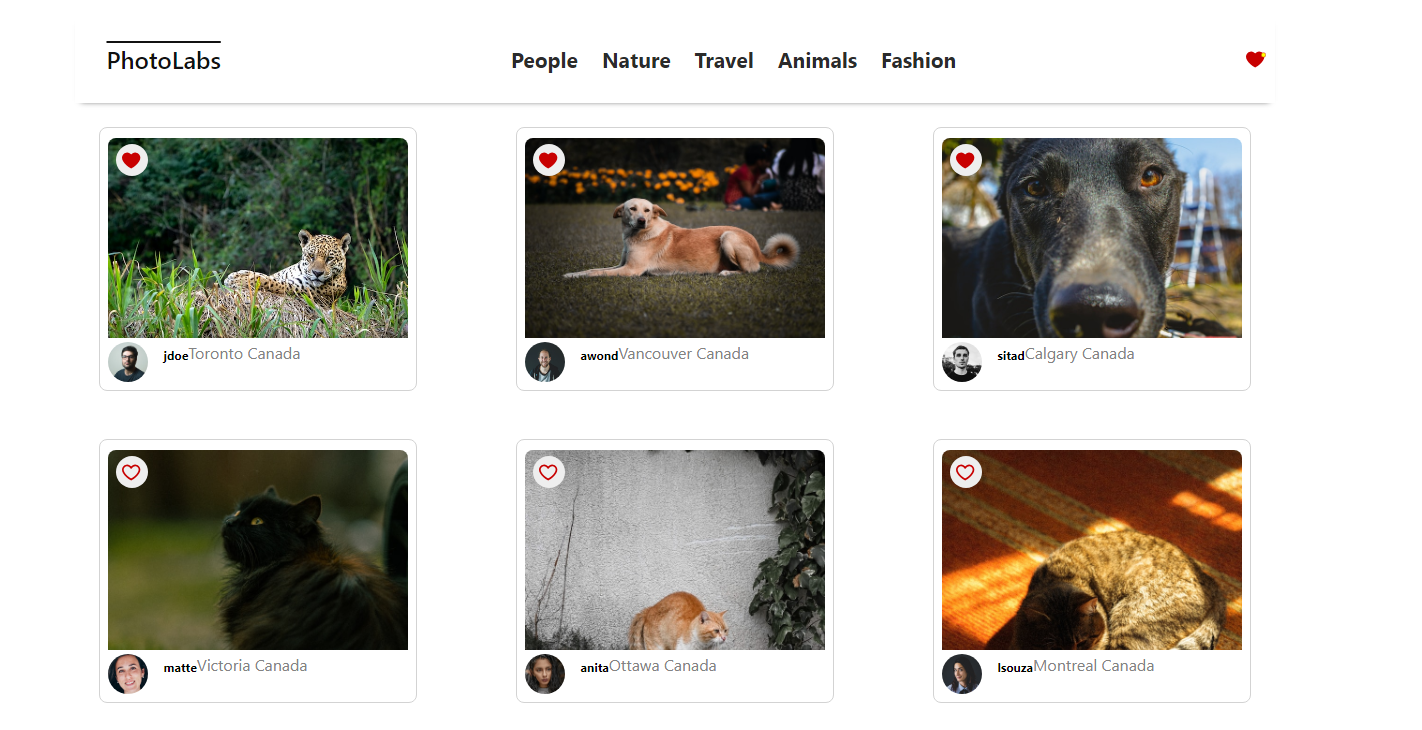 PhotoLabs
People Nature Travel Animals Fashion
jdoeToronto Canada
awondVancouver Canada
sitadCalgary Canada
matteVictoria Canada
anitaOttawa Canada
lsouzaMontreal Canada